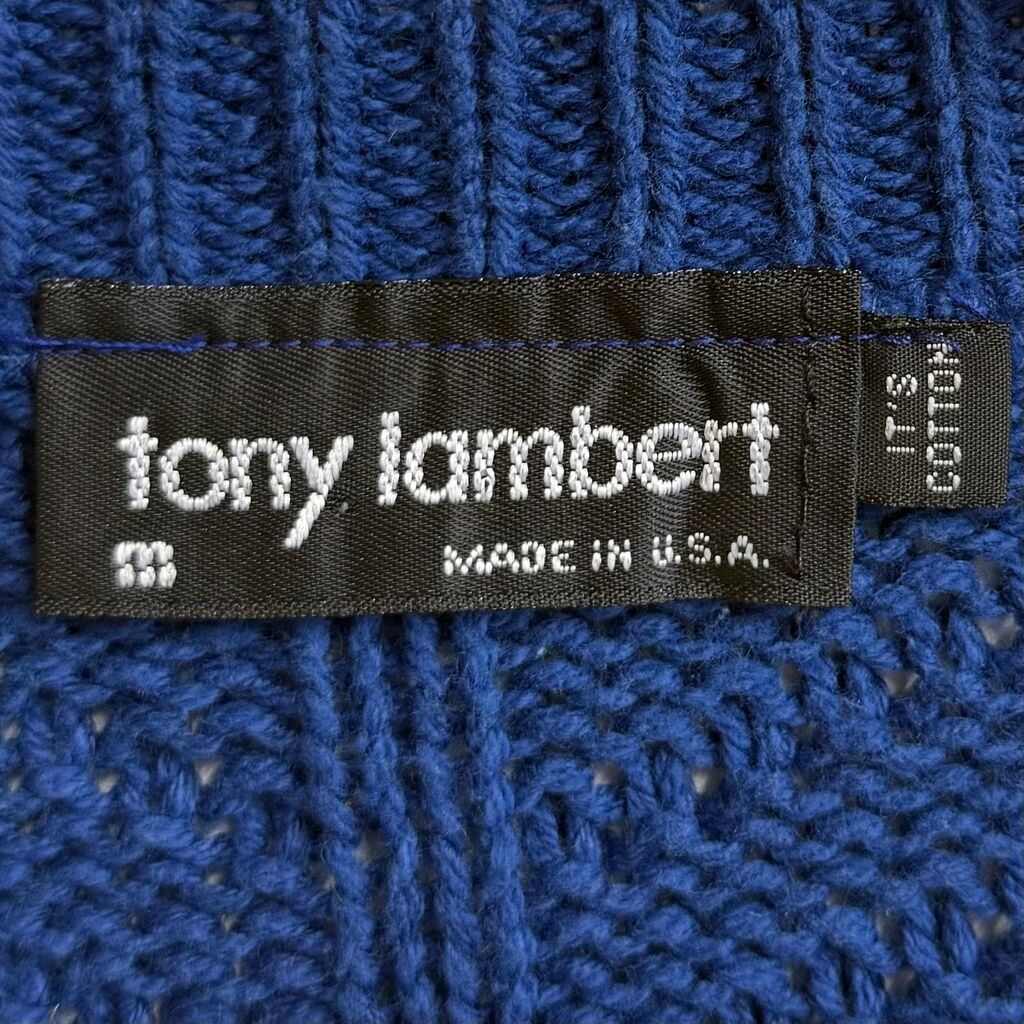 tony lambert
m
MADE IN U.S.A.
IT'S
COTTON